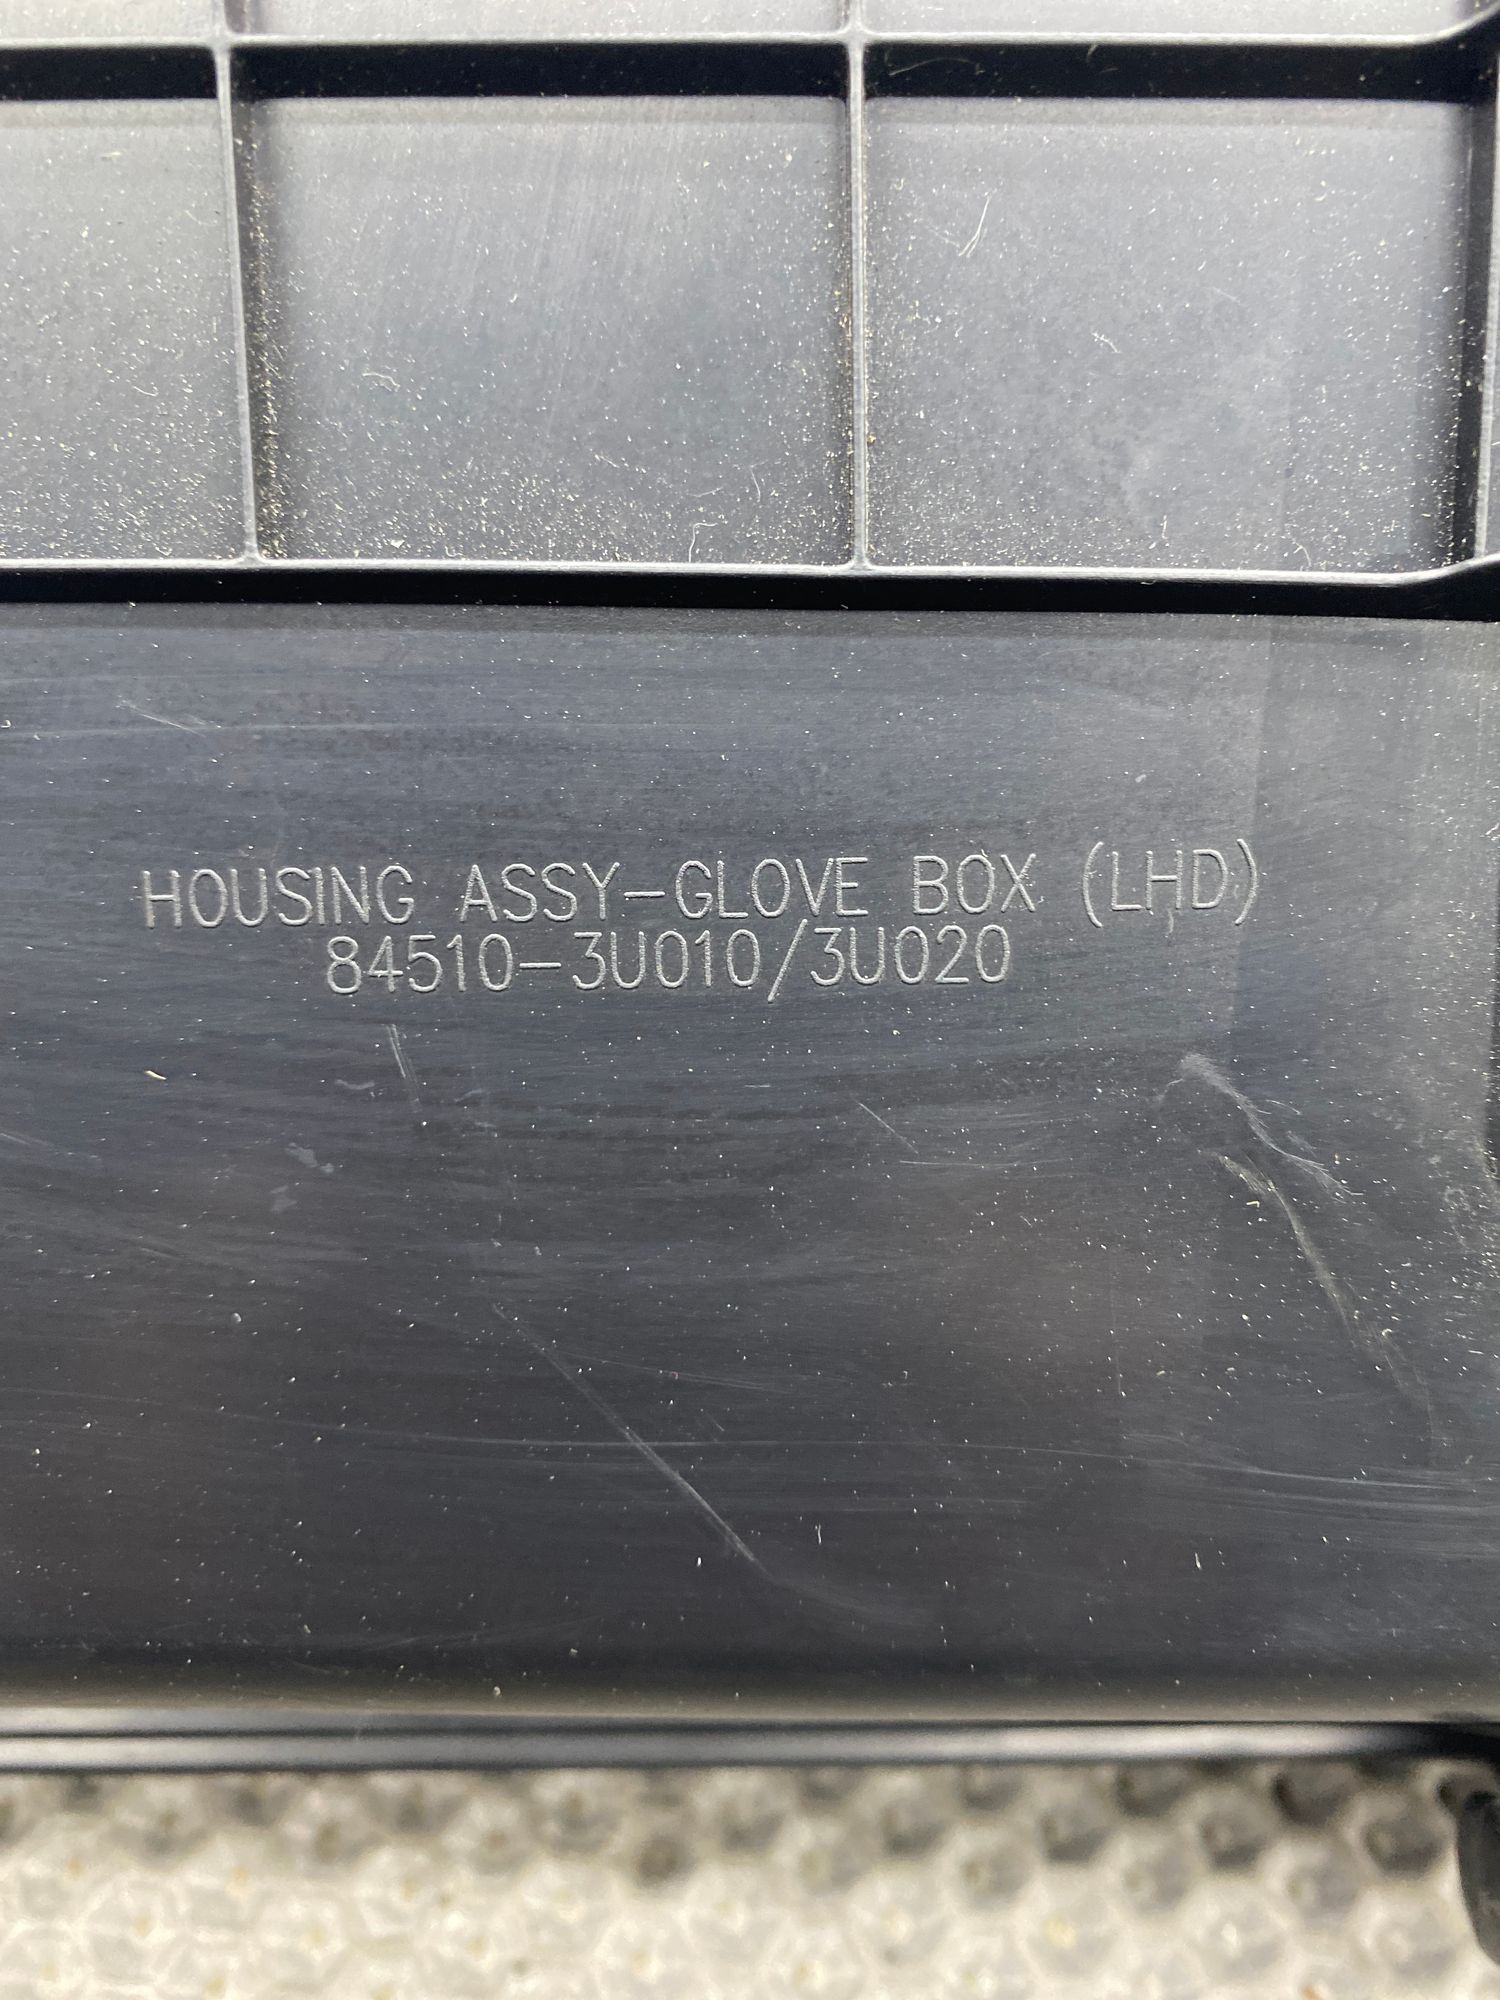 HOUSING ASSY-GLOVE BOX (LHD)
84510-3U010/3U020